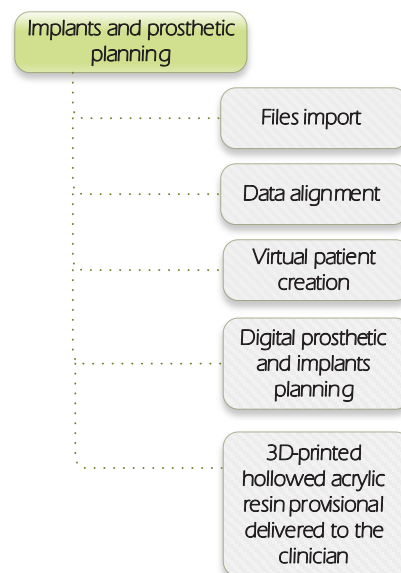 Implants and prosthetic
planning
Files import
Data alignment
Virtual patient
creation
Digital prosthetic
and implants
planning
3D-printed
hollowed acrylic
resin provisional
delivered to the
clinician